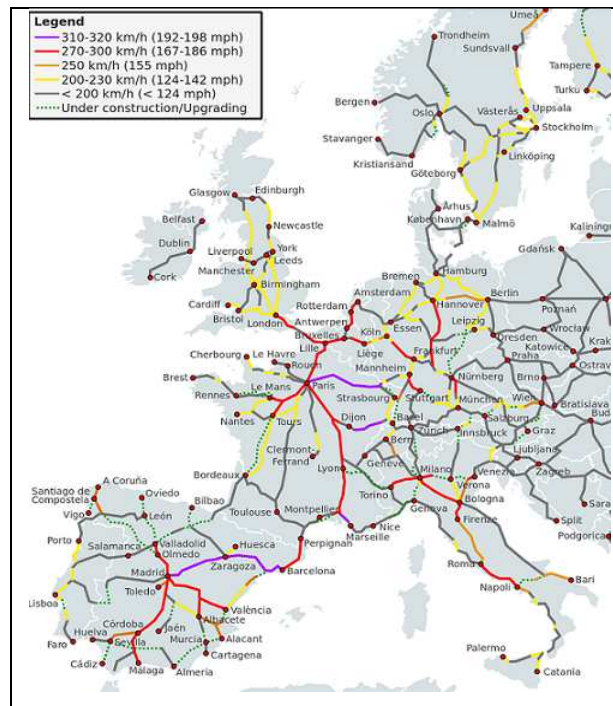 Legend
310-320 km/h (192-198 mph)
270-300 km/h (167-186 mph)
250 km/h (155 mph)
200-230 km/h (124-142 mph)
< 200 km/h (< 124 mph)
Under construction/Upgrading
Umeå
Trondheim
Sundsvall
Tampere
Turku
Bergen
Oslo
Västerås
Uppsala
Stockholm
Stavanger
Kristiansand
Linköping
Göteborg
Glasgow
Edinburgh
Århus
København
Malmö
Kaliningra
Belfast
Newcastle
Gdańsk
Dublin
Liverpool
York
Leeds
Manchester
Cork
Birmingham
Bremen
Hamburg
Amsterdam
Hannover
Berlin
Rotterdam
Poznań
Cardiff
Bristol
London
Antwerpen
Bruxelles
Köln
Essen
Leipzig
Wrocław
Lille
Liège
Dresden
Katowice
Krak
Cherbourg
Le Havre
Rouen
Frankfurt
Praha
Ostrav
Mannheim
Brest
Le Mans
Paris
Nürnberg
Brno
Rennes
Strasbourg
Stuttgart
München
Wien
Bratislava
Nantes
Tours
Dijon
Basel
Salzburg
Bud
Zürich
Innsbruck
Graz
Clermont-
Ferrand
Bern
Genève
Ljubljana
Zagreb
Bordeaux
Lyon
Milano
Venezia
Torino
Verona
Bologna
A Coruña
Santiago de
Compostela
Oviedo
Bilbao
Toulouse
Montpellier
Nice
Genova
Firenze
Sara
Vigo
León
Marseille
Split
Porto
Valladolid
Perpignan
Podgorica
Salamanca
Olmedo
Huesca
Madrid
Zaragoza
Barcelona
Roma
Toledo
Napoli
Bari
Lisboa
València
Córdoba
Albacete
Huelva
Jaén
Alacant
Faro
Sevilla
Murcia
Cartagena
Palermo
Cádiz
Málaga
Almería
Catania